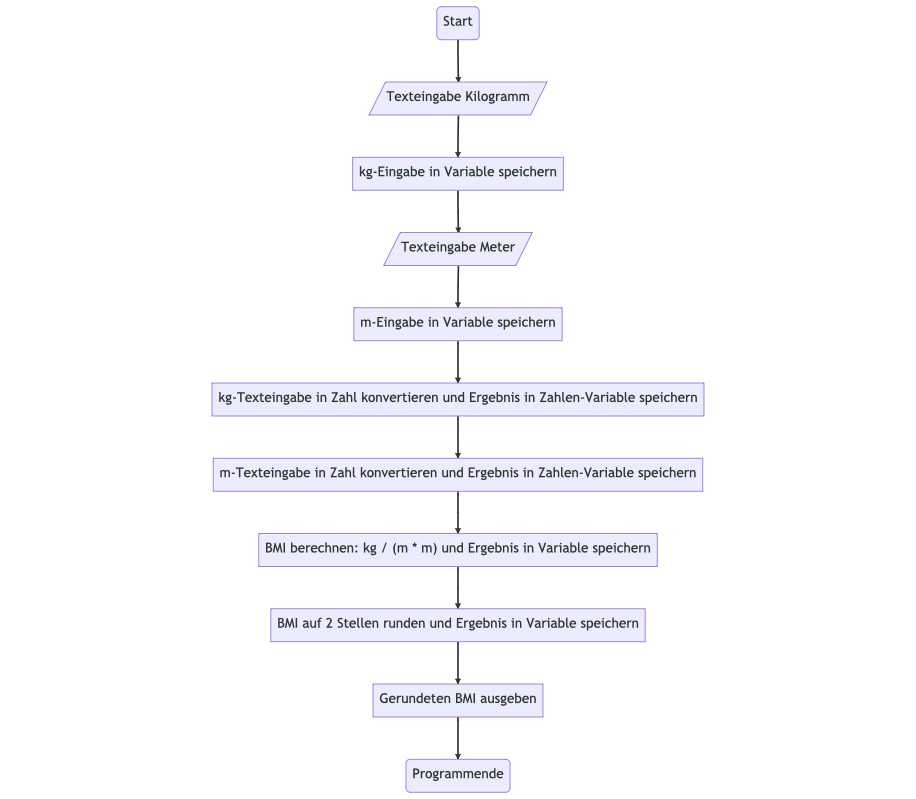 Start
Texteingabe Kilogramm
kg-Eingabe in Variable speichern
Texteingabe Meter
m-Eingabe in Variable speichern
kg-Texteingabe in Zahl konvertieren und Ergebnis in Zahlen-Variable speichern
m-Texteingabe in Zahl konvertieren und Ergebnis in Zahlen-Variable speichern
BMI berechnen: kg / (m * m) und Ergebnis in Variable speichern
BMI auf 2 Stellen runden und Ergebnis in Variable speichern
Gerundeten BMI ausgeben
Programmende